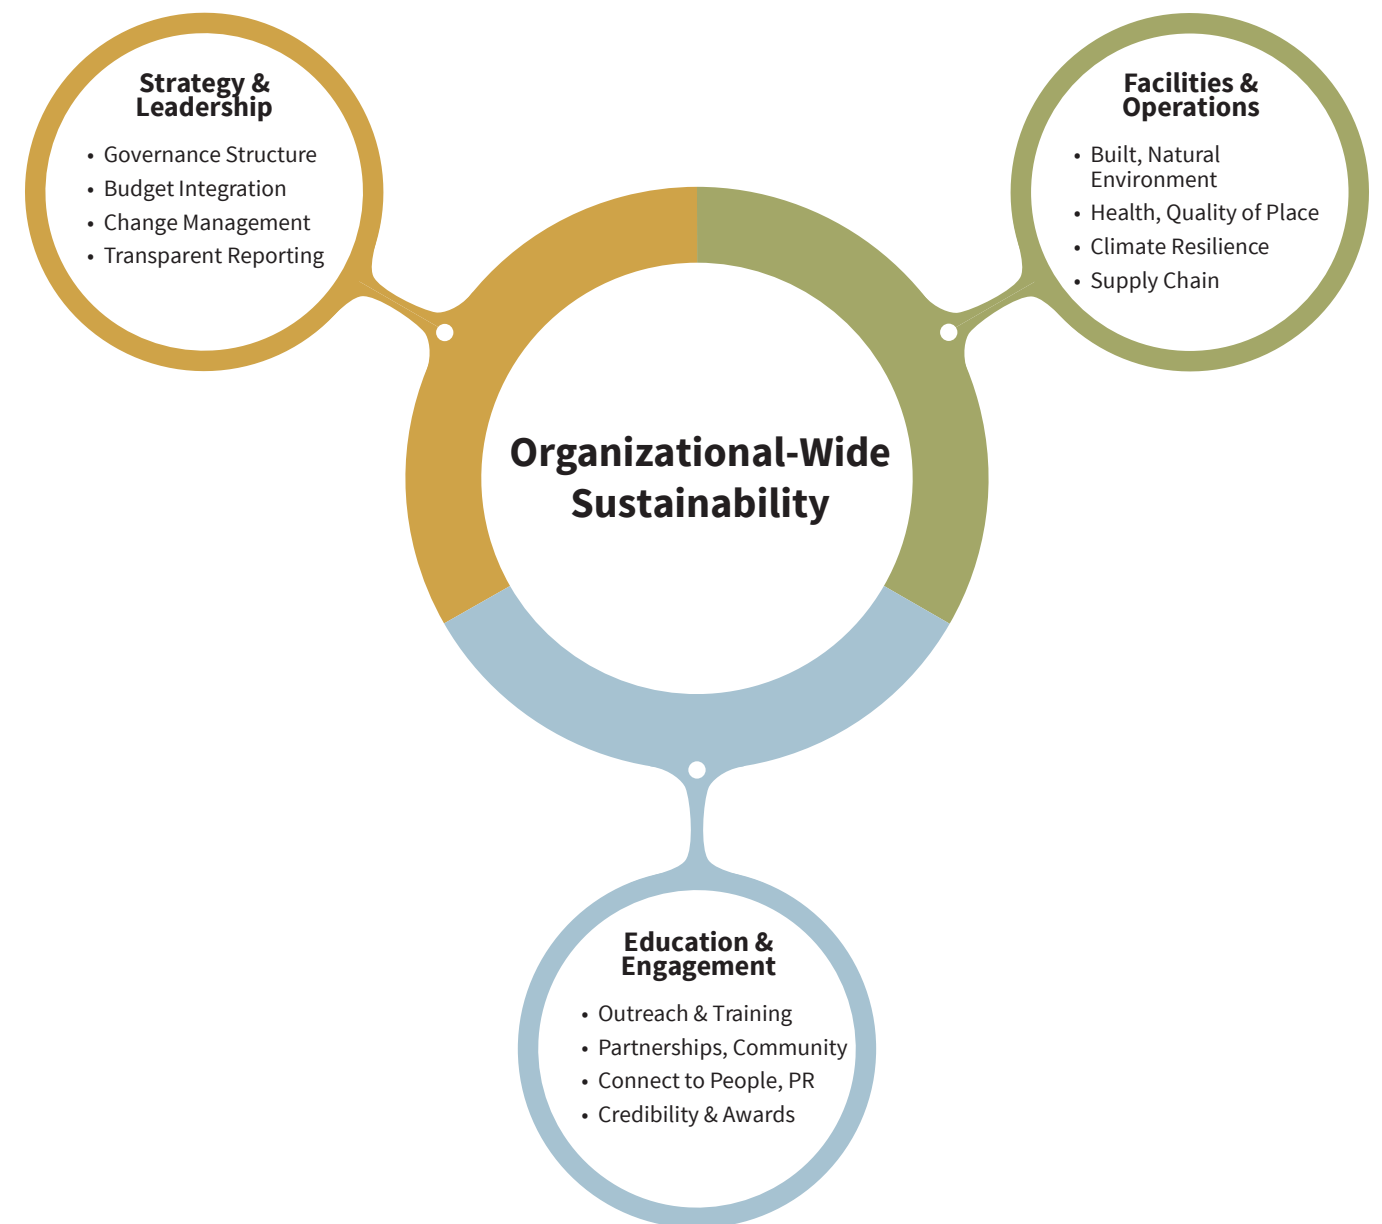 Strategy &
Leadership
• Governance Structure
• Budget Integration
• Change Management
• Transparent Reporting
Facilities &
Operations
• Built, Natural
Environment
• Health, Quality of Place
• Climate Resilience
• Supply Chain
Organizational-Wide
Sustainability
Education &
Engagement
• Outreach & Training
• Partnerships, Community
• Connect to People, PR
• Credibility & Awards